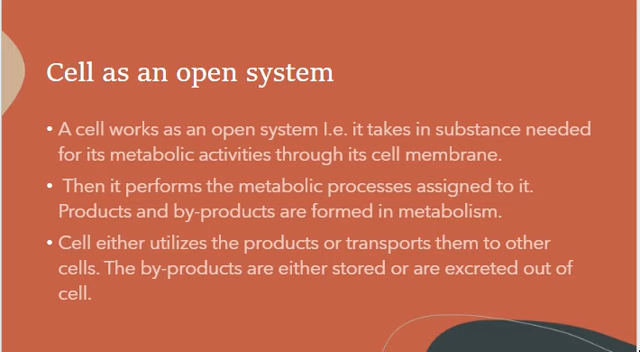 Cell as an open system
• A cell works as an open system I.e. it takes in substance needed
for its metabolic activities through its cell membrane.
• Then it performs the metabolic processes assigned to it.
Products and by-products are formed in metabolism.
• Cell either utilizes the products or transports them to other
cells. The by-products are either stored or are excreted out of
cell.